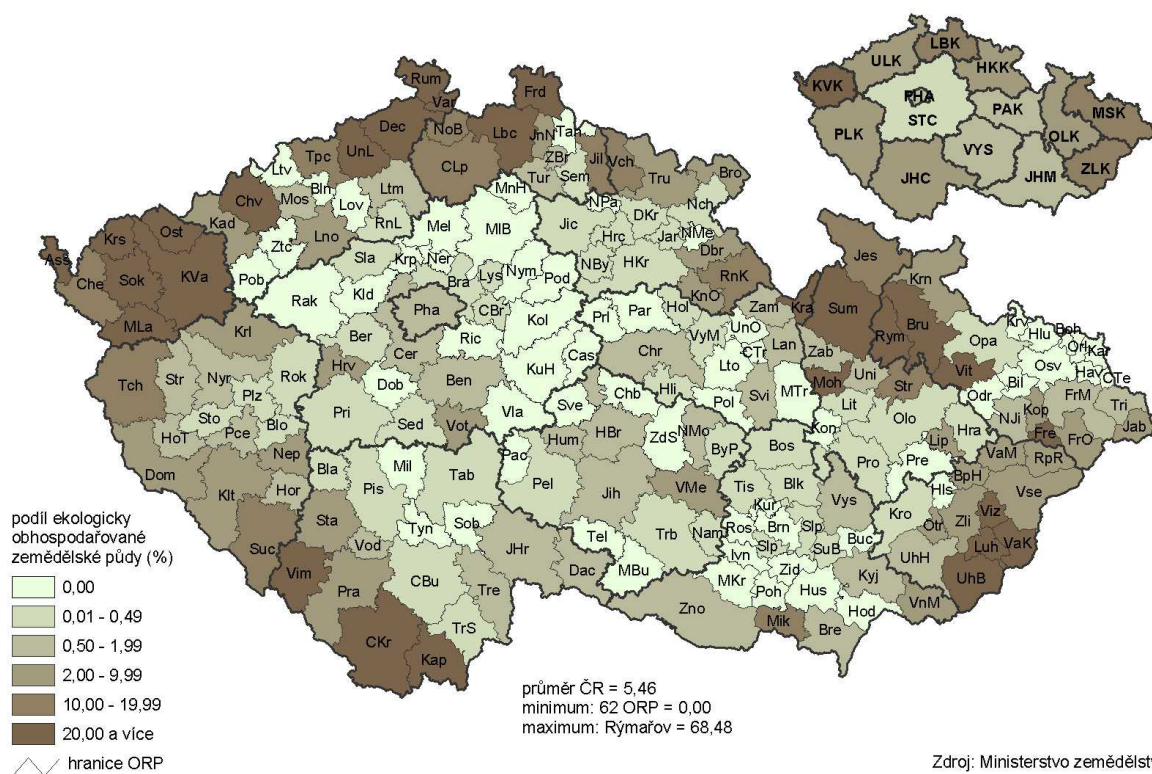 LBK
ULK
HKK
KVK
PHA
STC
PAK
MSK
OLK
PLK
VYS
JHM
ZLK
JHC
Rum
Var
Frd
Dec
NoB
Lbc
JnN
Tan
UnL
Tpc
CLp
ZBr
Jil
Vch
Ltv
Tur
Sem
Tru
Bro
Bln
Ltm
MnH
Chv
Mos
Lov
RnL
NPa
DKr
Nch
Kad
Lno
Mel
MlB
Jic
Krs
Ost
Ztc
Hrc
Jar
NMe
Ass
Sla
Krp
Ner
Dbr
Che
Sok
KVa
Pob
Lys
Nym
Pod
NBy
HKr
RnK
Jes
Rak
Kld
Bra
KnO
Krn
MLa
Pha
CBr
Kol
Prl
Par
Hol
Zam
Kra
Sum
Rym
Bru
Krl
Ber
Ric
Cas
VyM
UnO
CTr
Lan
Zab
Opa
Krv
Hlu
Boh
Orl
Kar
Tch
Str
Nyr
Rok
Hrv
Cer
KuH
Chr
Lto
Moh
Uni
Str
Vit
Bil
Osv
Hav
CTe
Plz
Dob
Ben
Svi
MTr
Odr
FrM
Sto
Pri
Vla
Sve
Chb
Hli
Pol
Lit
Olo
NJi
Kop
Tri
HoT
Pce
Blo
Sed
Vot
Kon
Hra
Fre
FrO
Jab
Nep
Hum
HBr
ZdS
NMo
Bos
Lip
Dom
Hor
Bla
Mil
Tab
Pac
ByP
Pro
Pre
VaM
RpR
Klt
Pis
Pel
Jih
VMe
Tis
Blk
Hls
BpH
Vse
Sta
Tyn
Sob
Vys
Kro
Kur
Otr
Zli
Viz
Suc
Vod
Tel
Trb
Nam
Ros
Brn
Slp
Buc
Vim
JHr
MBu
Ivn
Slp
SuB
UhH
Luh
VaK
Pra
CBu
Dac
MKr
Zid
Kyj
UhB
Tre
Poh
Hus
VnM
TrS
Zno
Hod
CKr
Kap
Mik
Bre
podíl ekologicky
obhospodařované
zemědělské půdy (%)
0,00
0,01 - 0,49
0,50 - 1,99
2,00 - 9,99
10,00 - 19,99
20,00 a více
hranice ORP
průměr ČR = 5,46
minimum: 62 ORP = 0,00
maximum: Rýmařov = 68,48
Zdroj: Ministerstvo zemědělst